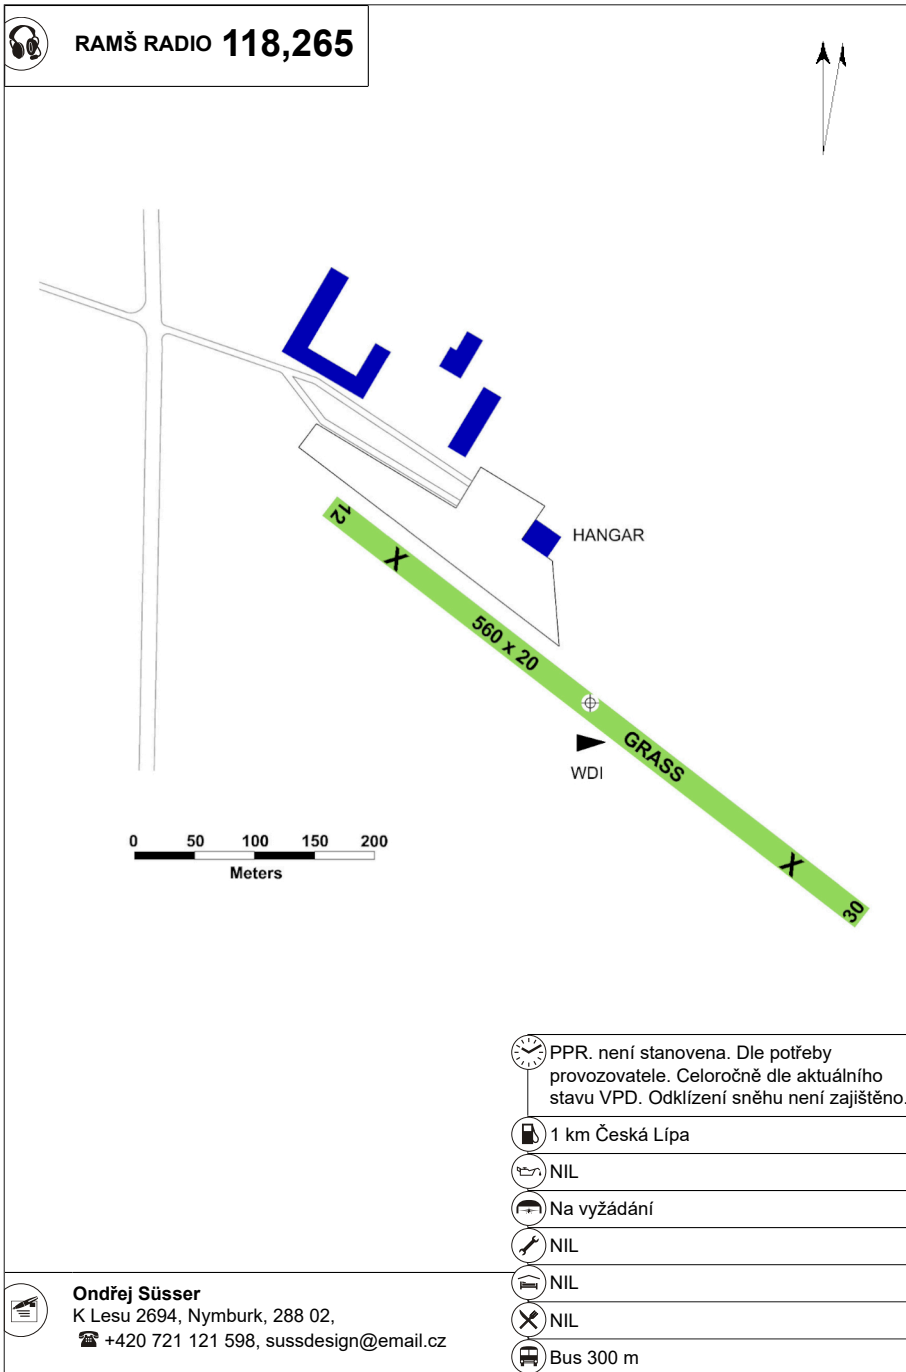 RAMŠ RADIO 118,265
HANGAR
12
X
560 x 20
GRASS
WDI
X
30
0 50 100 150 200
Meters
PPR. není stanovena. Dle potřeby
provozovatele. Celoročně dle aktuálního
stavu VPD. Odklízení sněhu není zajištěno.
1 km Česká Lípa
NIL
Na vyžádání
NIL
NIL
NIL
Bus 300 m
Ondřej Süsser
K Lesu 2694, Nymburk, 288 02,
☎ +420 721 121 598, sussdesign@email.cz